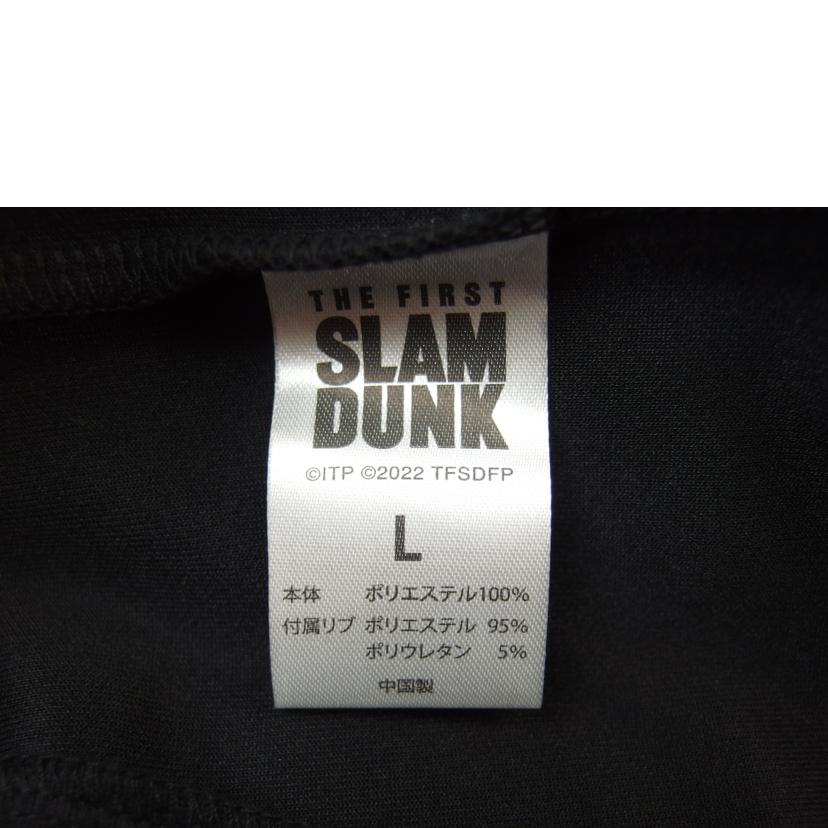 THE FIRST
SLAM
DUNK
©ITP ©2022 TFSDFP
L
本体 ポリエステル100%
付属リブ ポリエステル 95%
ポリウレタン 5%
中国製